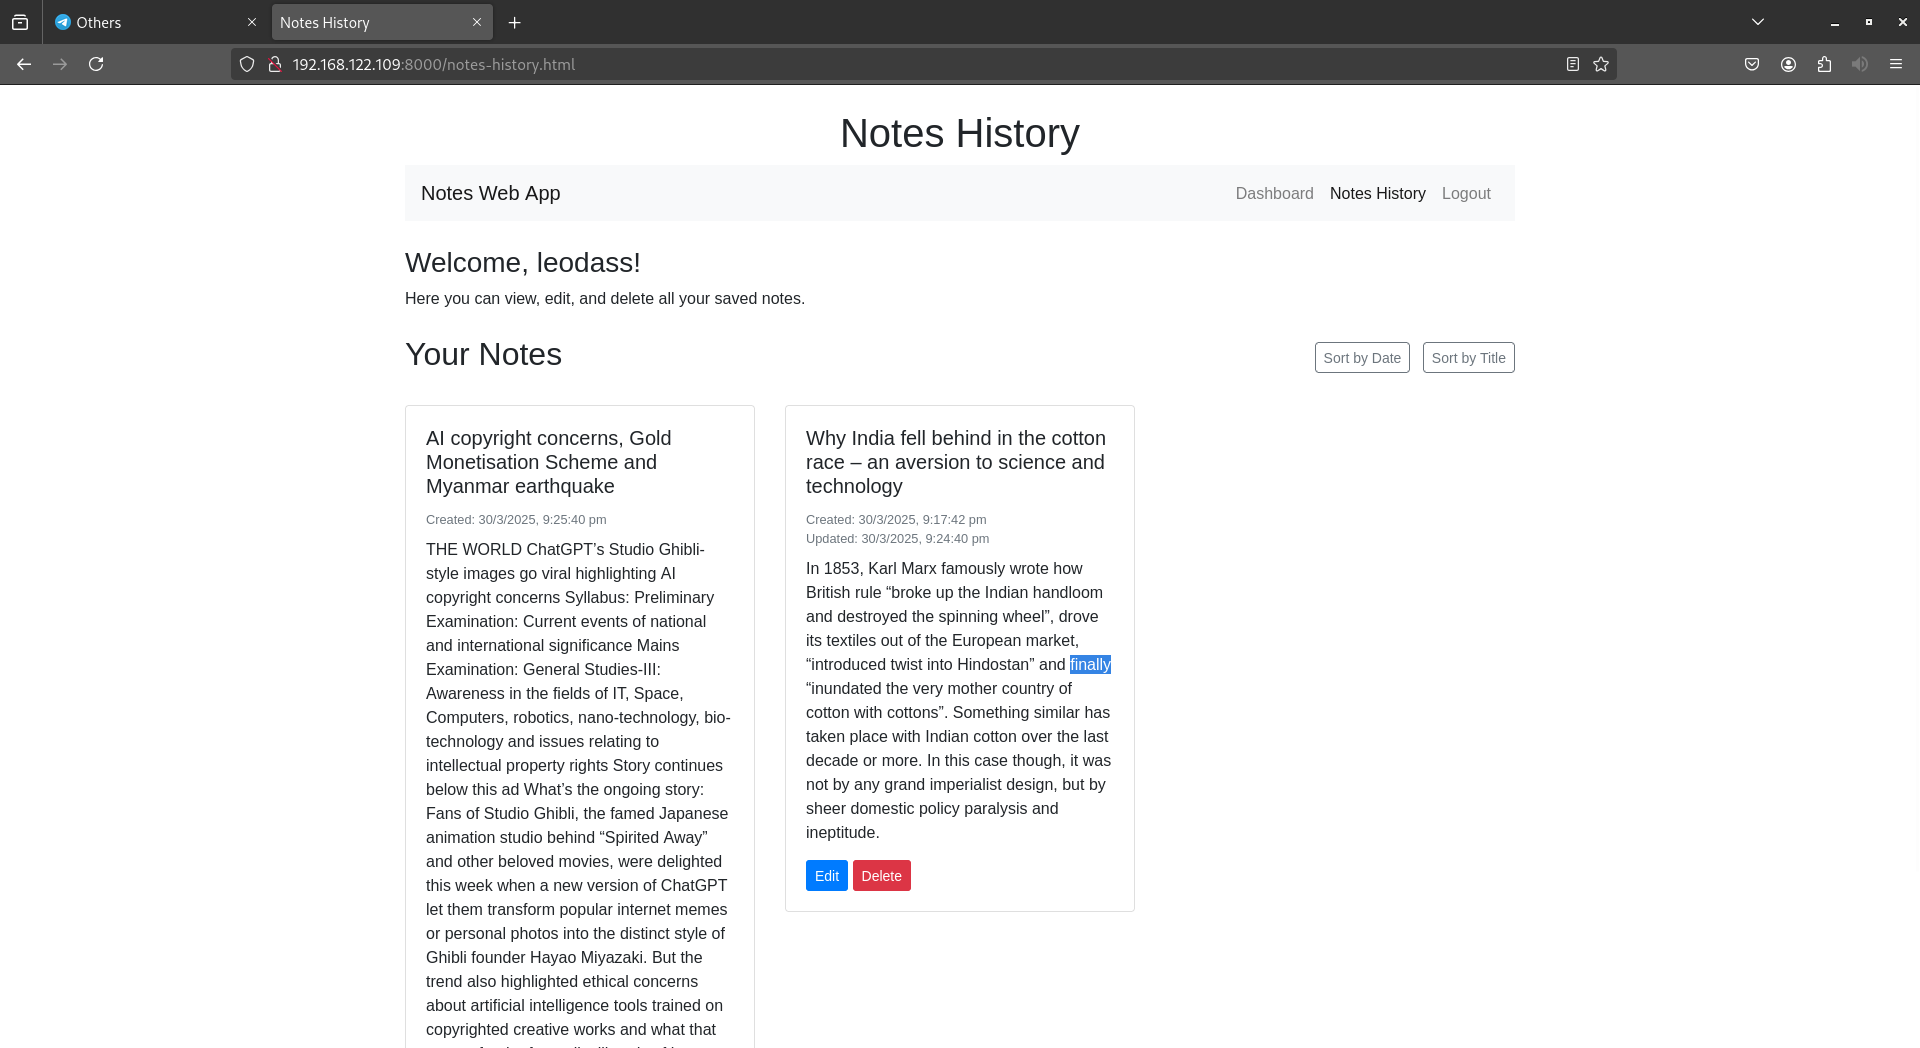 Others
Notes History
192.168.122.109:8000/notes-history.html
Notes History
Notes Web App
Dashboard
Notes History
Logout
Welcome, leodass!
Here you can view, edit, and delete all your saved notes.
Your Notes
Sort by Date
Sort by Title
AI copyright concerns, Gold
Monetisation Scheme and
Myanmar earthquake
Created: 30/3/2025, 9:25:40 pm
THE WORLD ChatGPT’s Studio Ghibli-
style images go viral highlighting AI
copyright concerns Syllabus: Preliminary
Examination: Current events of national
and international significance Mains
Examination: General Studies-III:
Awareness in the fields of IT, Space,
Computers, robotics, nano-technology, bio-
technology and issues relating to
intellectual property rights Story continues
below this ad What’s the ongoing story:
Fans of Studio Ghibli, the famed Japanese
animation studio behind “Spirited Away”
and other beloved movies, were delighted
this week when a new version of ChatGPT
let them transform popular internet memes
or personal photos into the distinct style of
Ghibli founder Hayao Miyazaki. But the
trend also highlighted ethical concerns
about artificial intelligence tools trained on
copyrighted creative works and what that
Why India fell behind in the cotton
race – an aversion to science and
technology
Created: 30/3/2025, 9:17:42 pm
Updated: 30/3/2025, 9:24:40 pm
In 1853, Karl Marx famously wrote how
British rule “broke up the Indian handloom
and destroyed the spinning wheel”, drove
its textiles out of the European market,
“introduced twist into Hindostan” and finally
“inundated the very mother country of
cotton with cottons”. Something similar has
taken place with Indian cotton over the last
decade or more. In this case though, it was
not by any grand imperialist design, but by
sheer domestic policy paralysis and
ineptitude.
Edit
Delete